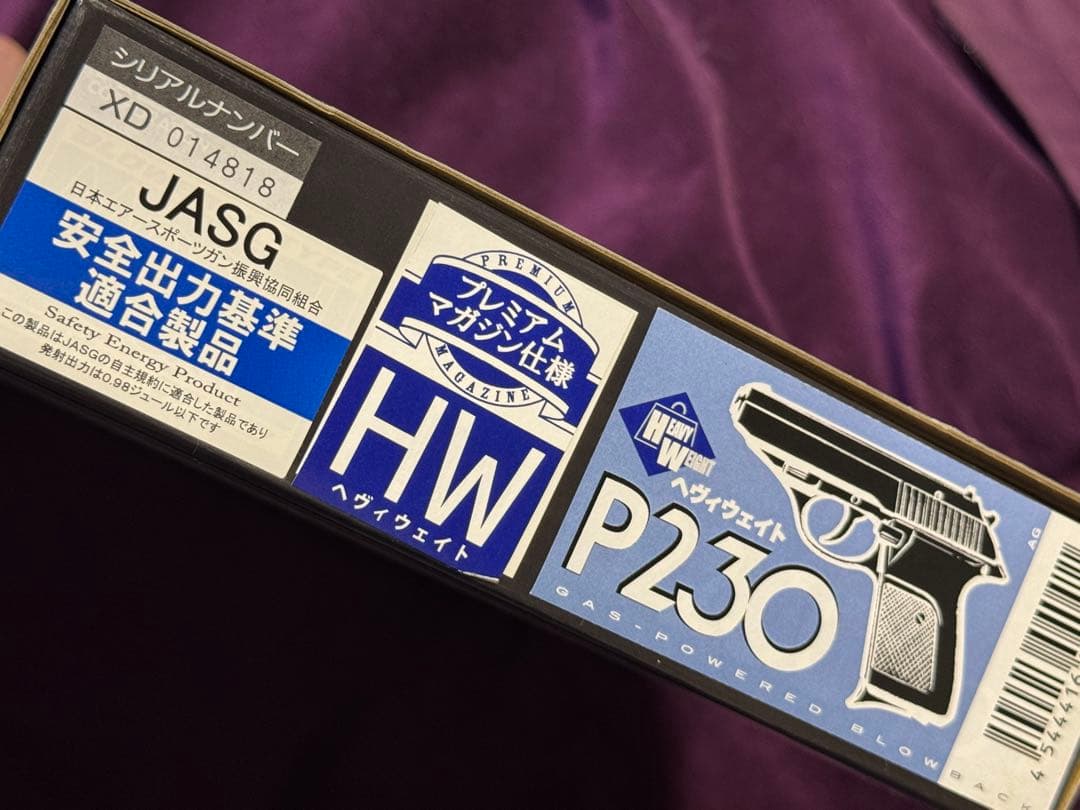 シリアルナンバー
XD 014818
JASG
日本エアースポーツガン振興協同組合
安全出力基準
適合製品
Safety Energy Product
この製品はJASGの自主規約に適合した製品であり
発射出力は0.98ジュール以下です
PREMIUM
プレミアム
マガジン仕様
MAGAZINE
HW
ヘヴィウェイト
HEAVY
WEIGHT
ヘヴィウェイト
P230
GAS-POWERED BLOWBACK
AG
4 544416